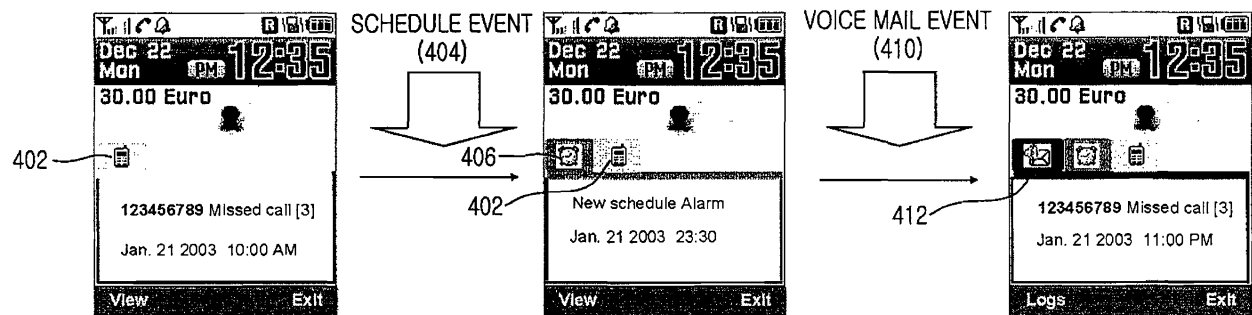 R
Dec 22
Mon
PM 12:35
30.00 Euro
402
123456789 Missed call [3]
Jan. 21 2003 10:00 AM
View Exit
SCHEDULE EVENT
(404)
R
Dec 22
Mon
PM 12:35
30.00 Euro
406
402
New schedule Alarm
Jan. 21 2003 23:30
View Exit
VOICE MAIL EVENT
(410)
R
Dec 22
Mon
PM 12:35
30.00 Euro
412
123456789 Missed call [3]
Jan. 21 2003 11:00 PM
Logs Exit